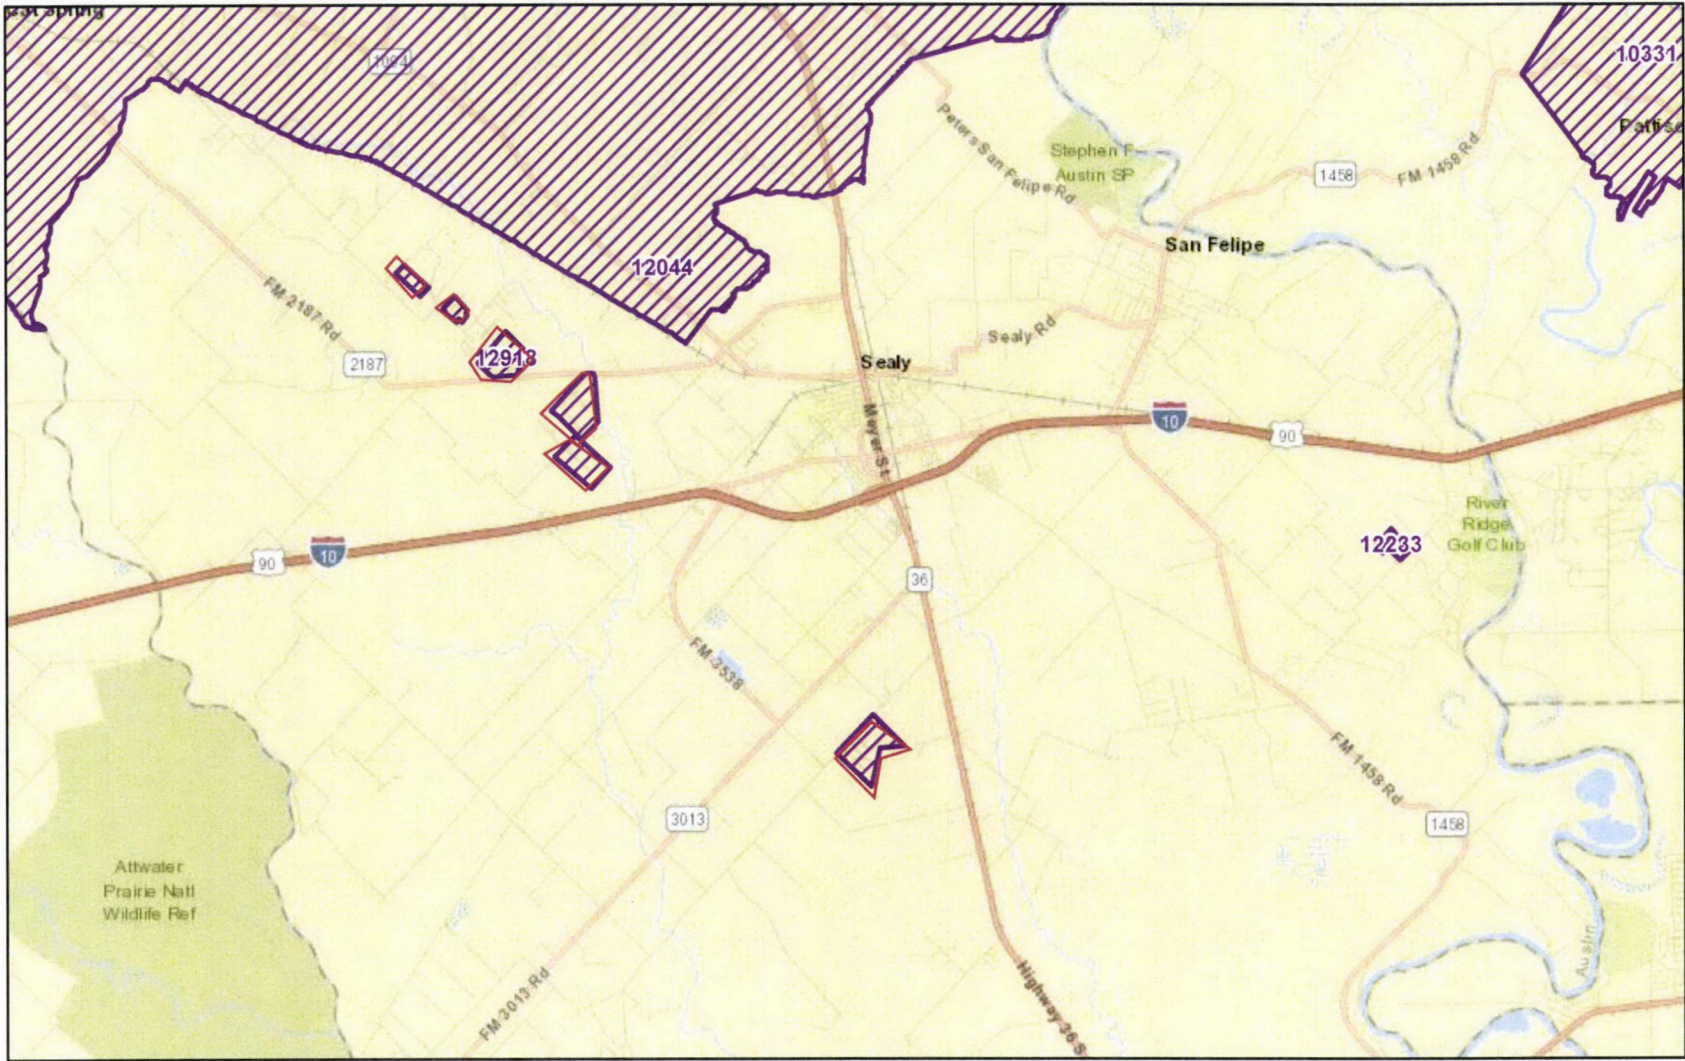 1094
10331
Peters San Felipe Rd
Stephen F
Austin SP
1458
FM 1458 Rd
San Felipe
12044
FM 2187 Rd
2187
12918
Sealy Rd
Sealy
Meyer St
10
90
River
Ridge
Golf Club
12233
90
10
36
FM 3538
FM 1458 Rd
3013
1458
Attwater
Prairie Natl
Wildlife Ref
Austin
FM 3013 Rd
Highway 36 S